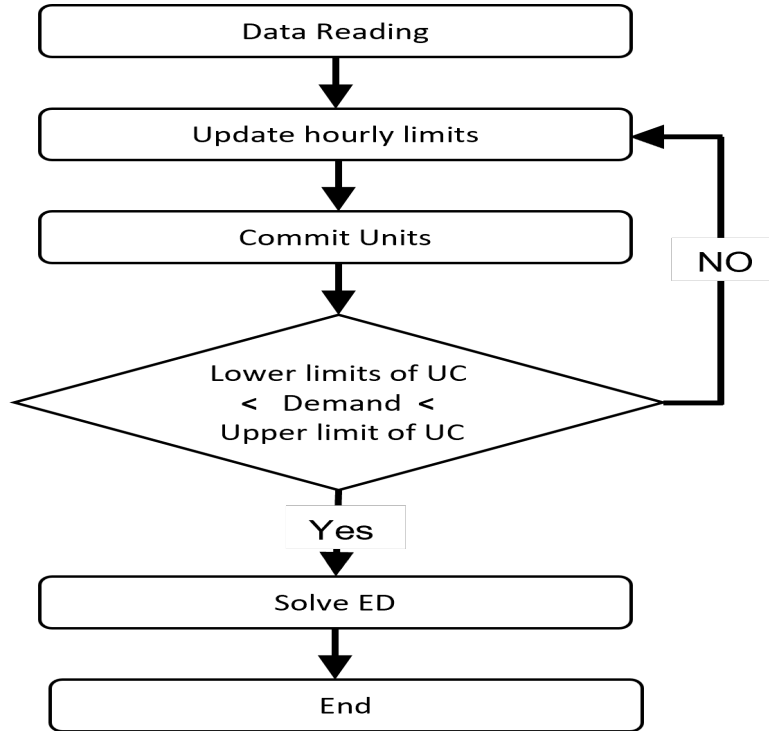 Data Reading
Update hourly limits
Commit Units
NO
Lower limits of UC
< Demand <
Upper limit of UC
Yes
Solve ED
End